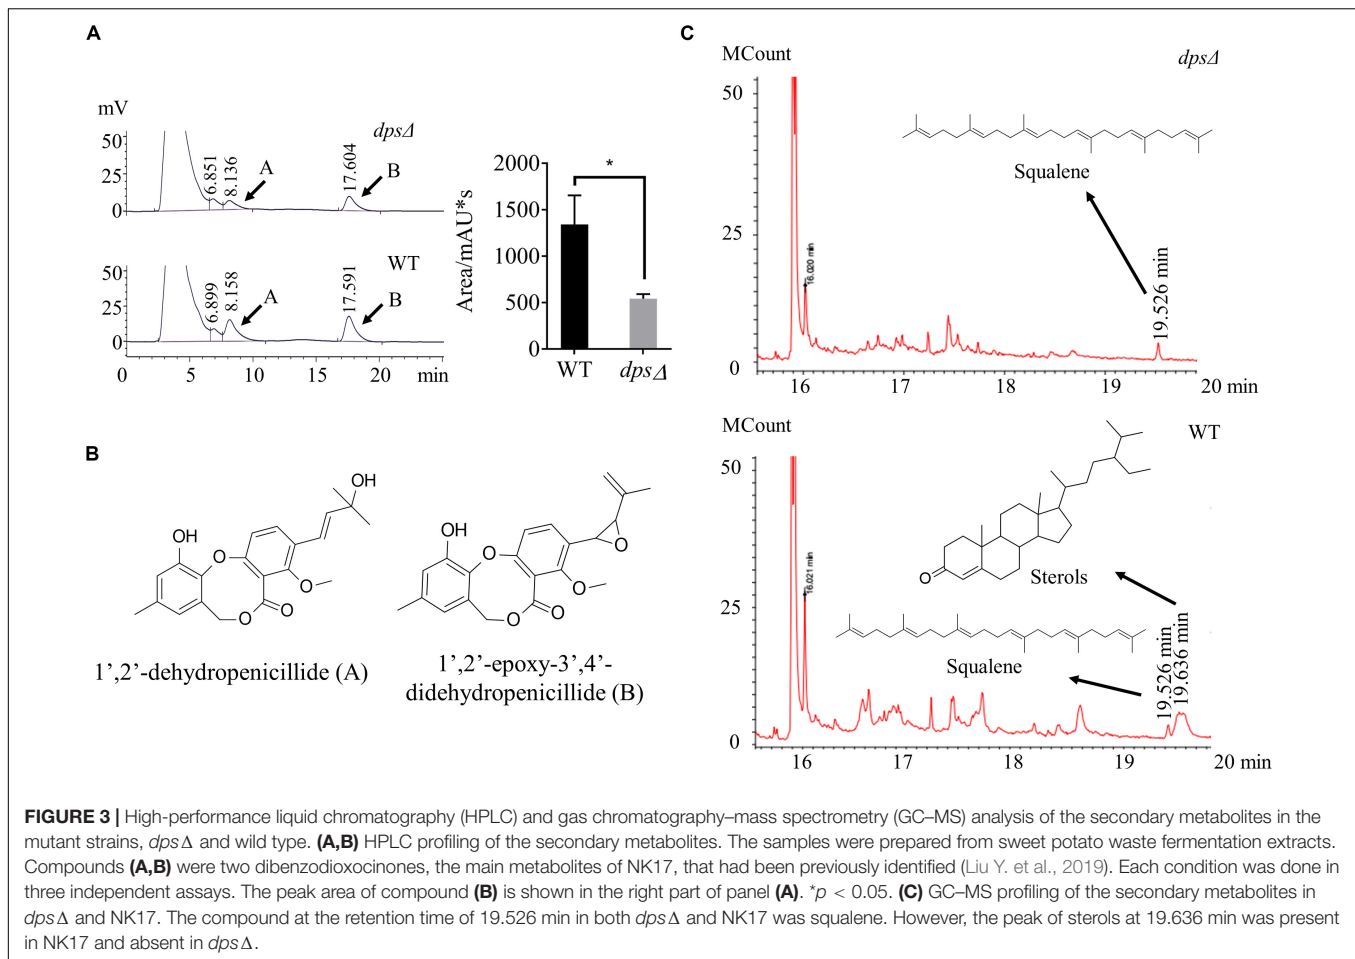 A
mV
dpsΔ
50
25
0
6.851
8.136
A
17.604
B
WT
50
25
0
6.899
8.158
A
17.591
B
0
5
10
15
20
min
Area/mAU*s
2000
1500
1000
500
0
*
WT
dpsΔ
B
OH
O
O
O
O
OH
1',2'-dehydropenicillide (A)
OH
O
O
O
O
O
1',2'-epoxy-3',4'-
didehydropenicillide (B)
C
MCount
dpsΔ
50
25
0
16.020 min
Squalene
19.526 min
16
17
18
19
20 min
MCount
WT
50
25
0
16.021 min
O
Sterols
Squalene
19.526 min
19.636 min
16
17
18
19
20 min
FIGURE 3 | High-performance liquid chromatography (HPLC) and gas chromatography–mass spectrometry (GC–MS) analysis of the secondary metabolites in the
mutant strains, dpsΔ and wild type. (A,B) HPLC profiling of the secondary metabolites. The samples were prepared from sweet potato waste fermentation extracts.
Compounds (A,B) were two dibenzodioxocinones, the main metabolites of NK17, that had been previously identified (Liu Y. et al., 2019). Each condition was done in
three independent assays. The peak area of compound (B) is shown in the right part of panel (A). *p < 0.05. (C) GC–MS profiling of the secondary metabolites in
dpsΔ and NK17. The compound at the retention time of 19.526 min in both dpsΔ and NK17 was squalene. However, the peak of sterols at 19.636 min was present
in NK17 and absent in dpsΔ.